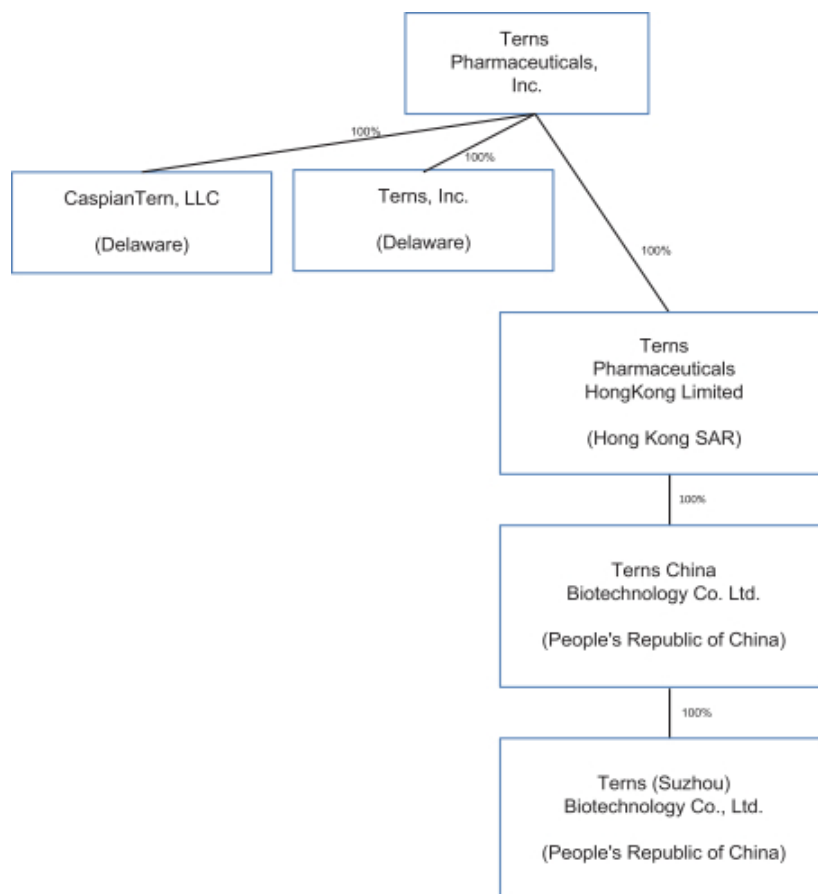 Terns
Pharmaceuticals,
Inc.
100%
100%
100%
CaspianTern, LLC
(Delaware)
Terns, Inc.
(Delaware)
Terns
Pharmaceuticals
HongKong Limited
(Hong Kong SAR)
100%
Terns China
Biotechnology Co. Ltd.
(People's Republic of China)
100%
Terns (Suzhou)
Biotechnology Co., Ltd.
(People's Republic of China)